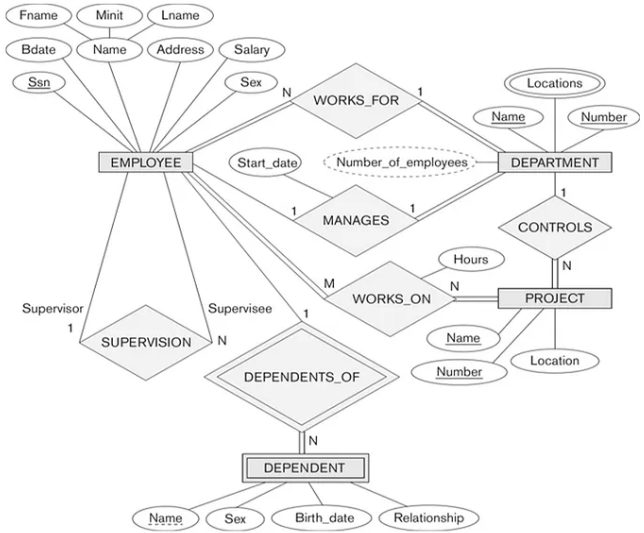 Fname
Minit
Lname
Bdate
Name
Address
Salary
Ssn
Sex
N
WORKS_FOR
1
Locations
Name
Number
EMPLOYEE
Start_date
Number_of_employees
DEPARTMENT
1
MANAGES
1
1
CONTROLS
N
Hours
M
WORKS_ON
N
PROJECT
Supervisor
1
Supervisee
N
SUPERVISION
1
Name
Number
Location
DEPENDENTS_OF
N
DEPENDENT
Name
Sex
Birth_date
Relationship